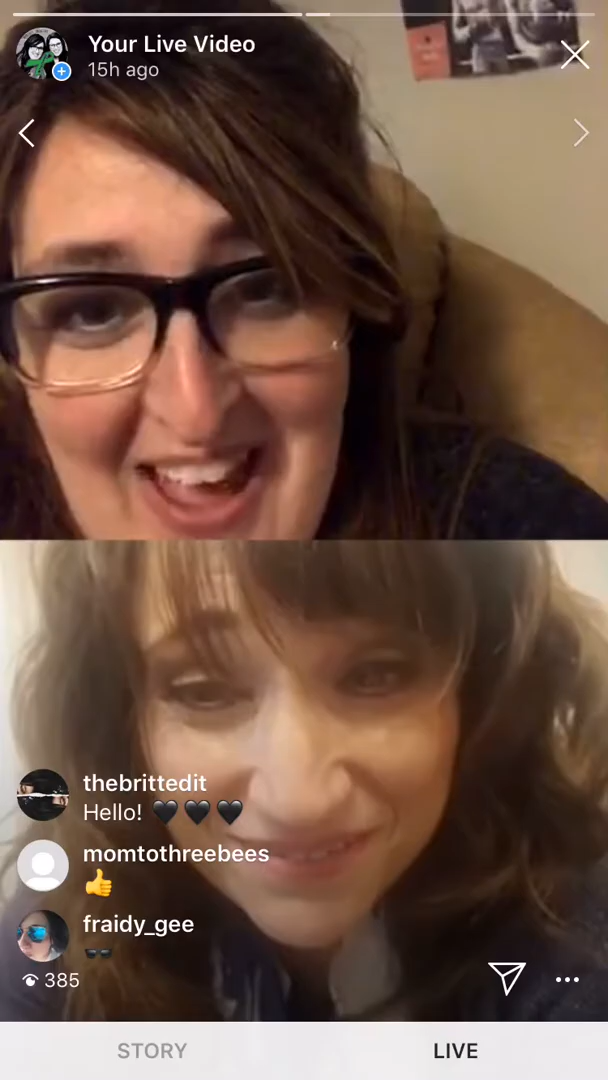 Your Live Video
15h ago
thebrittedit
Hello! 🖤🖤🖤
momtothreebees
👍
fraidy_gee
🕶️
385
STORY
LIVE